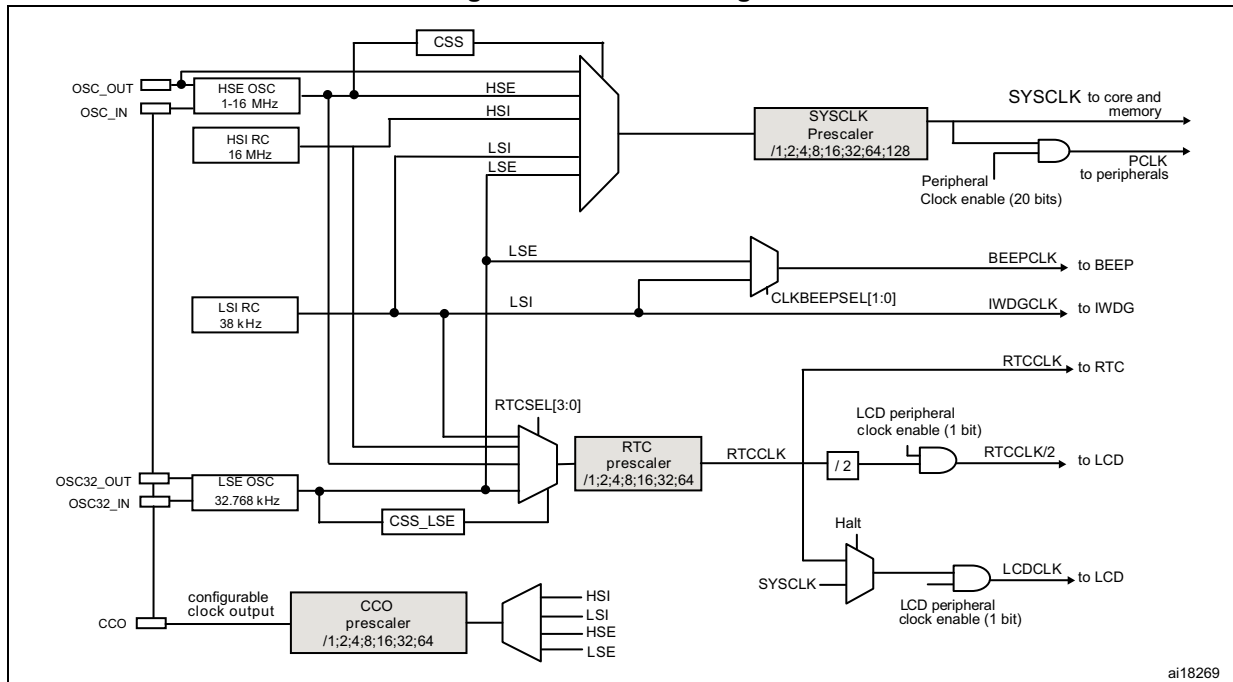 CSS
OSC_OUT
HSE OSC
1-16 MHz
OSC_IN
HSE
HSI
HSI RC
16 MHz
LSI
LSE
SYSCLK
Prescaler
/1;2;4;8;16;32;64;128
SYSCLK to core and
memory
PCLK
to peripherals
Peripheral
Clock enable (20 bits)
LSE
BEEPCLK
to BEEP
CLKBEEPSEL[1:0]
LSI RC
38 kHz
LSI
IWDGCLK
to IWDG
RTCCLK
to RTC
RTCSEL[3:0]
RTC
prescaler
/1;2;4;8;16;32;64
RTCCLK
/ 2
LCD peripheral
clock enable (1 bit)
RTCCLK/2
to LCD
OSC32_OUT
LSE OSC
32.768 kHz
OSC32_IN
CSS_LSE
Halt
SYSCLK
LCDCLK
to LCD
LCD peripheral
clock enable (1 bit)
configurable
clock output
CCO
CCO
prescaler
/1;2;4;8;16;32;64
HSI
LSI
HSE
LSE
ai18269